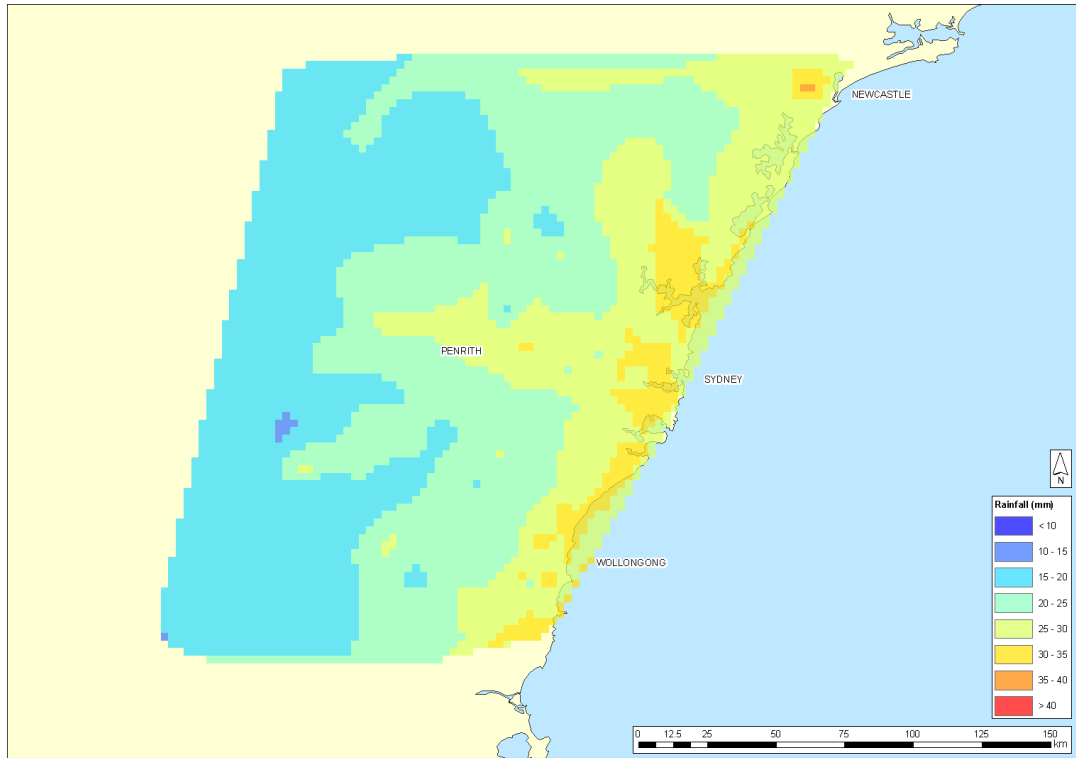 NEWCASTLE
PENRITH
SYDNEY
WOLLONGONG
N
Rainfall (mm)
< 10
10 - 15
15 - 20
20 - 25
25 - 30
30 - 35
35 - 40
> 40
0 12.5 25 50 75 100 125 150
km